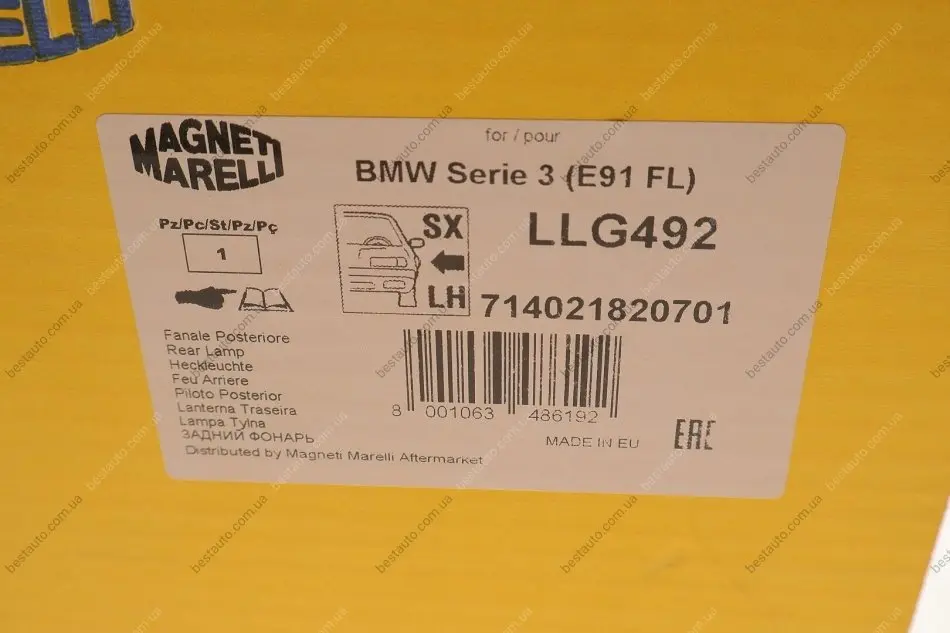 ELLI
MAGNETI
MARELLI
for / pour
BMW Serie 3 (E91 FL)
Pz/Pc/St/Pz/Pç
1
SX
LH
LLG492
714021820701
Fanale Posteriore
Rear Lamp
Heckleuchte
Feu Arriere
Piloto Posterior
Lanterna Traseira
Lampa Tylna
ЗАДНИЙ ФОНАРЬ
Distributed by Magneti Marelli Aftermarket
8 001063 486192
MADE IN EU
EAC
bestauto.com.ua